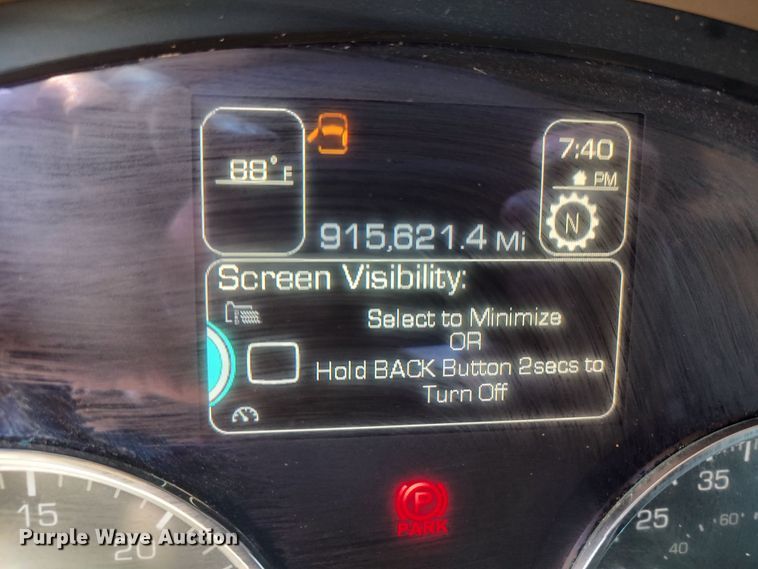 88° F
7:40
PM
N
915,621.4 Mi
Screen Visibility:
Select to Minimize
OR
Hold BACK Button 2secs to
Turn Off
P
PARK
15
20
25
35
40
60
Purple Wave Auction